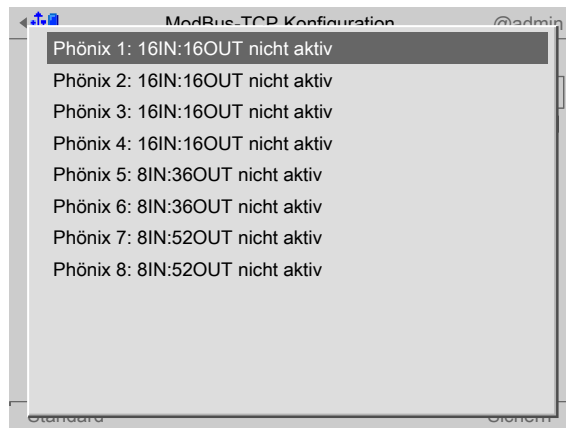 ModBus-TCP Konfiguration @admin
Phönix 1: 16IN:16OUT nicht aktiv
Phönix 2: 16IN:16OUT nicht aktiv
Phönix 3: 16IN:16OUT nicht aktiv
Phönix 4: 16IN:16OUT nicht aktiv
Phönix 5: 8IN:36OUT nicht aktiv
Phönix 6: 8IN:36OUT nicht aktiv
Phönix 7: 8IN:52OUT nicht aktiv
Phönix 8: 8IN:52OUT nicht aktiv
Standard Sichern